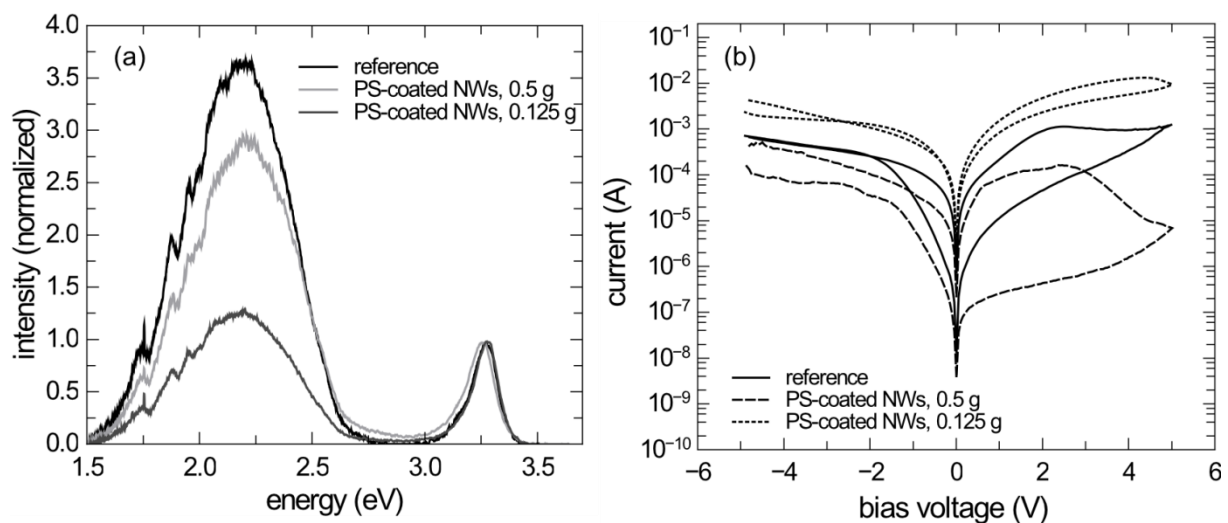 (a)
reference
PS-coated NWs, 0.5 g
PS-coated NWs, 0.125 g
intensity (normalized)
4.0
3.5
3.0
2.5
2.0
1.5
1.0
0.5
0.0
1.5 2.0 2.5 3.0 3.5
energy (eV)
(b)
current (A)
10⁻¹
10⁻²
10⁻³
10⁻⁴
10⁻⁵
10⁻⁶
10⁻⁷
10⁻⁸
10⁻⁹
10⁻¹⁰
reference
PS-coated NWs, 0.5 g
PS-coated NWs, 0.125 g
−6 −4 −2 0 2 4 6
bias voltage (V)